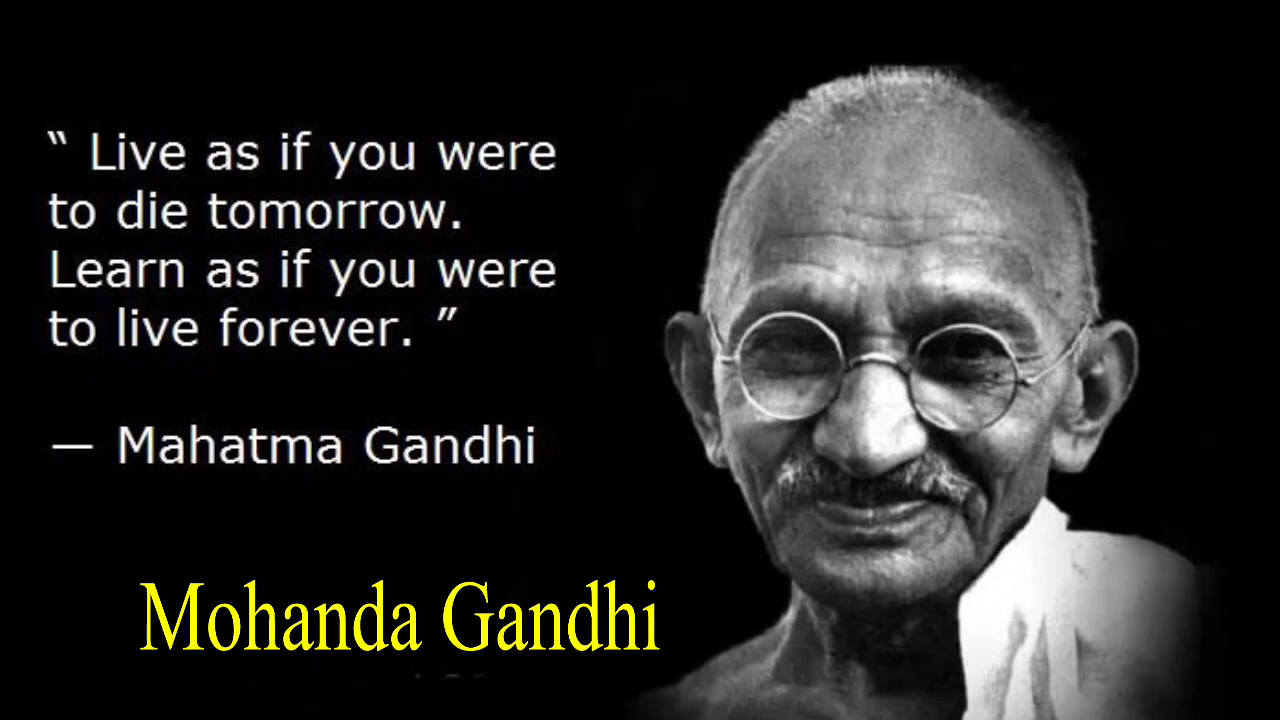 “ Live as if you were
to die tomorrow.
Learn as if you were
to live forever. ”
— Mahatma Gandhi
Mohanda Gandhi